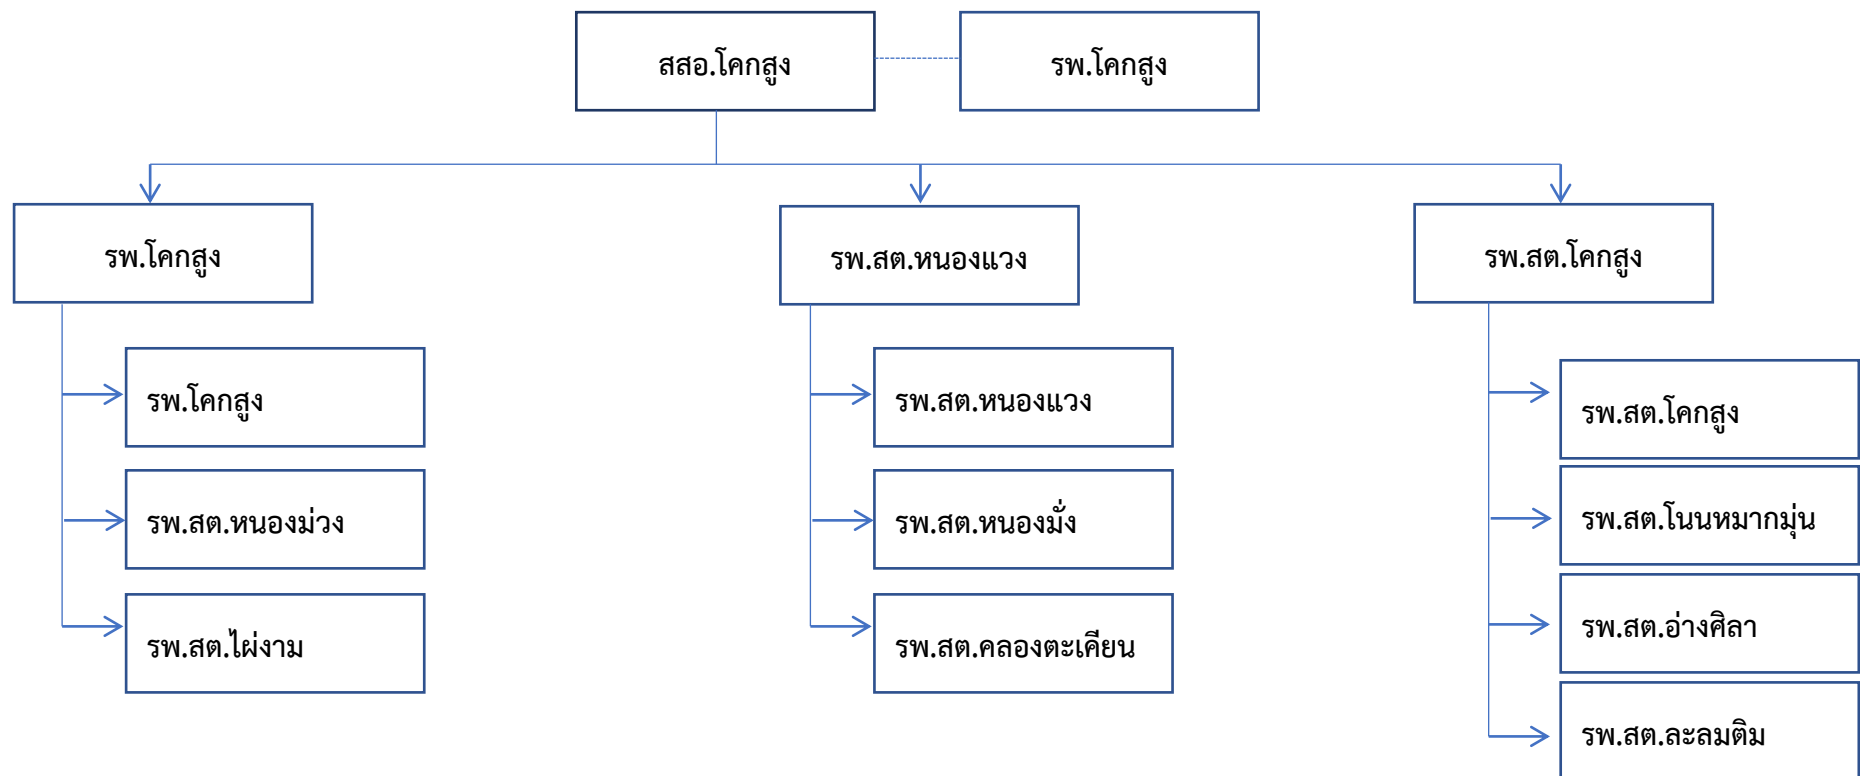 สสอ.โคกสูง
รพ.โคกสูง
รพ.โคกสูง
รพ.สต.หนองแวง
รพ.สต.โคกสูง
รพ.โคกสูง
รพ.สต.หนองม่วง
รพ.สต.ไผ่งาม
รพ.สต.หนองแวง
รพ.สต.หนองมั่ง
รพ.สต.คลองตะเคียน
รพ.สต.โคกสูง
รพ.สต.โนนหมากมุ่น
รพ.สต.อ่างศิลา
รพ.สต.ละลมติม